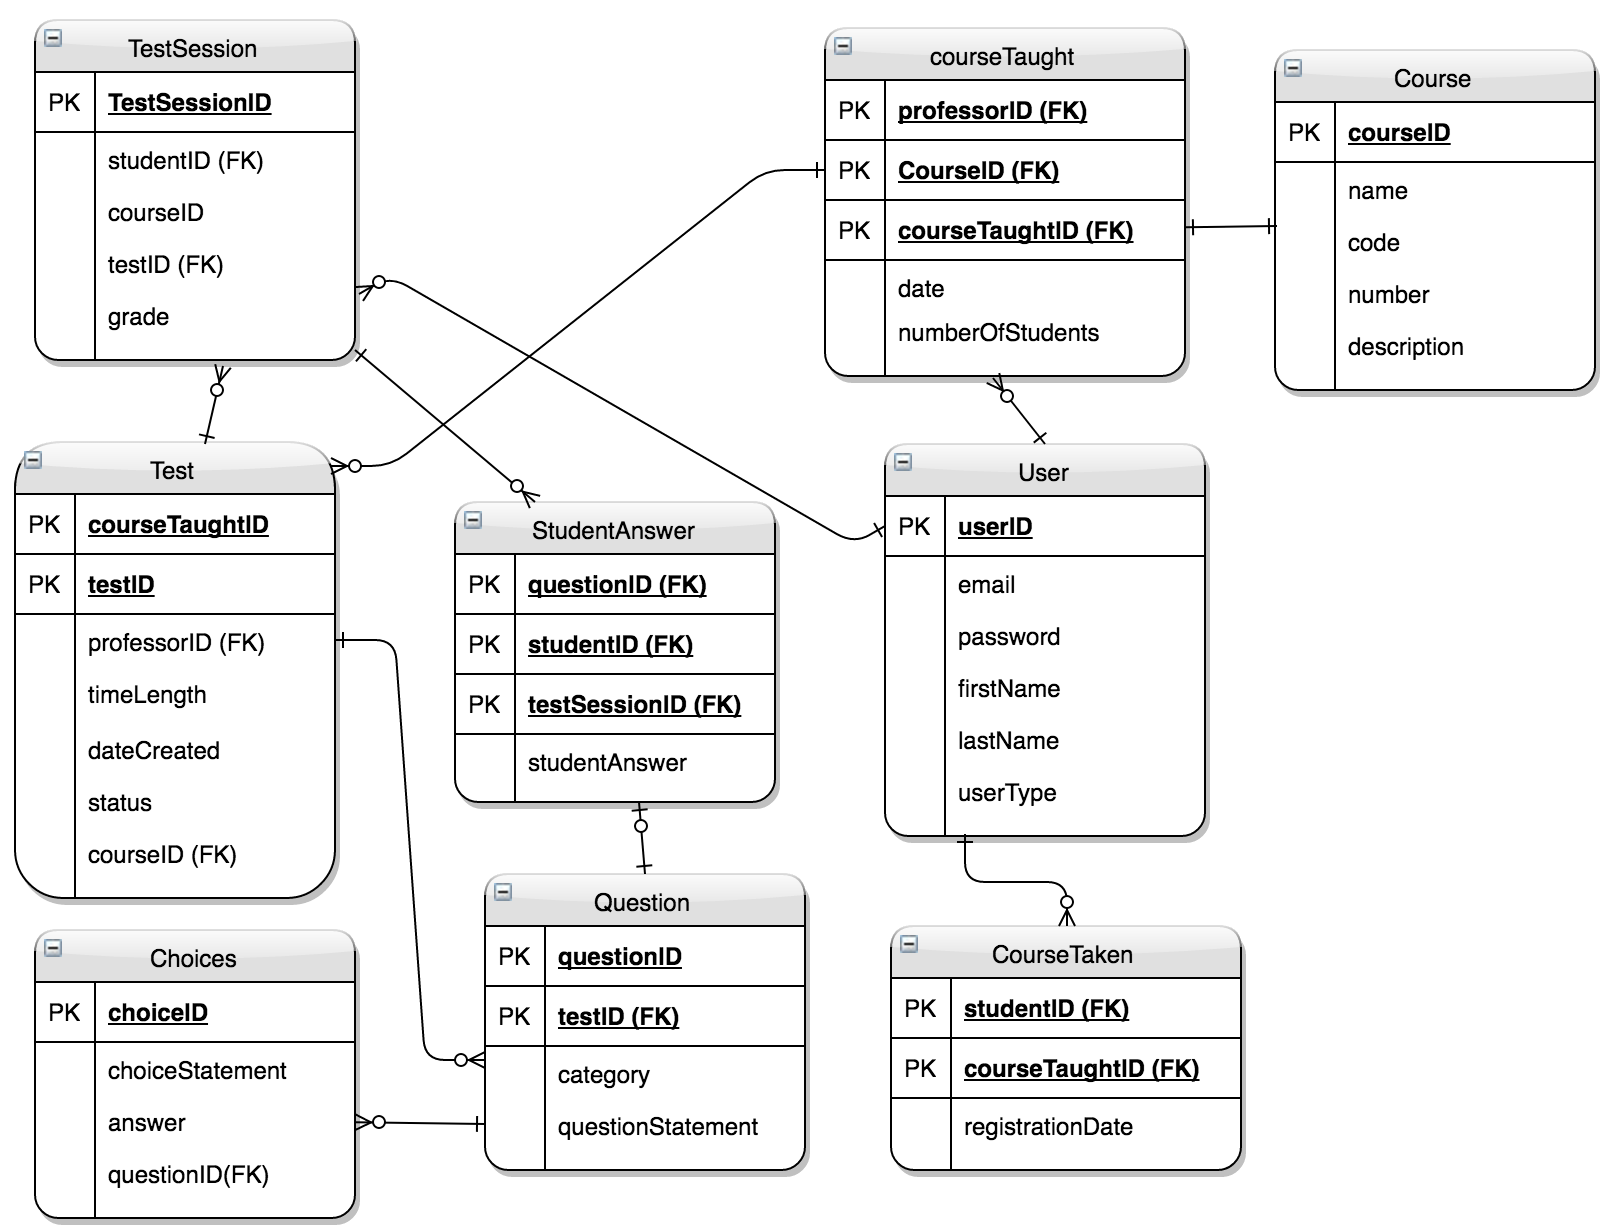 TestSession
PK TestSessionID
studentID (FK)
courseID
testID (FK)
grade
courseTaught
PK professorID (FK)
PK CourseID (FK)
PK courseTaughtID (FK)
date
numberOfStudents
Course
PK courseID
name
code
number
description
Test
PK courseTaughtID
PK testID
professorID (FK)
timeLength
dateCreated
status
courseID (FK)
StudentAnswer
PK questionID (FK)
PK studentID (FK)
PK testSessionID (FK)
studentAnswer
User
PK userID
email
password
firstName
lastName
userType
Choices
PK choiceID
choiceStatement
answer
questionID(FK)
Question
PK questionID
PK testID (FK)
category
questionStatement
CourseTaken
PK studentID (FK)
PK courseTaughtID (FK)
registrationDate